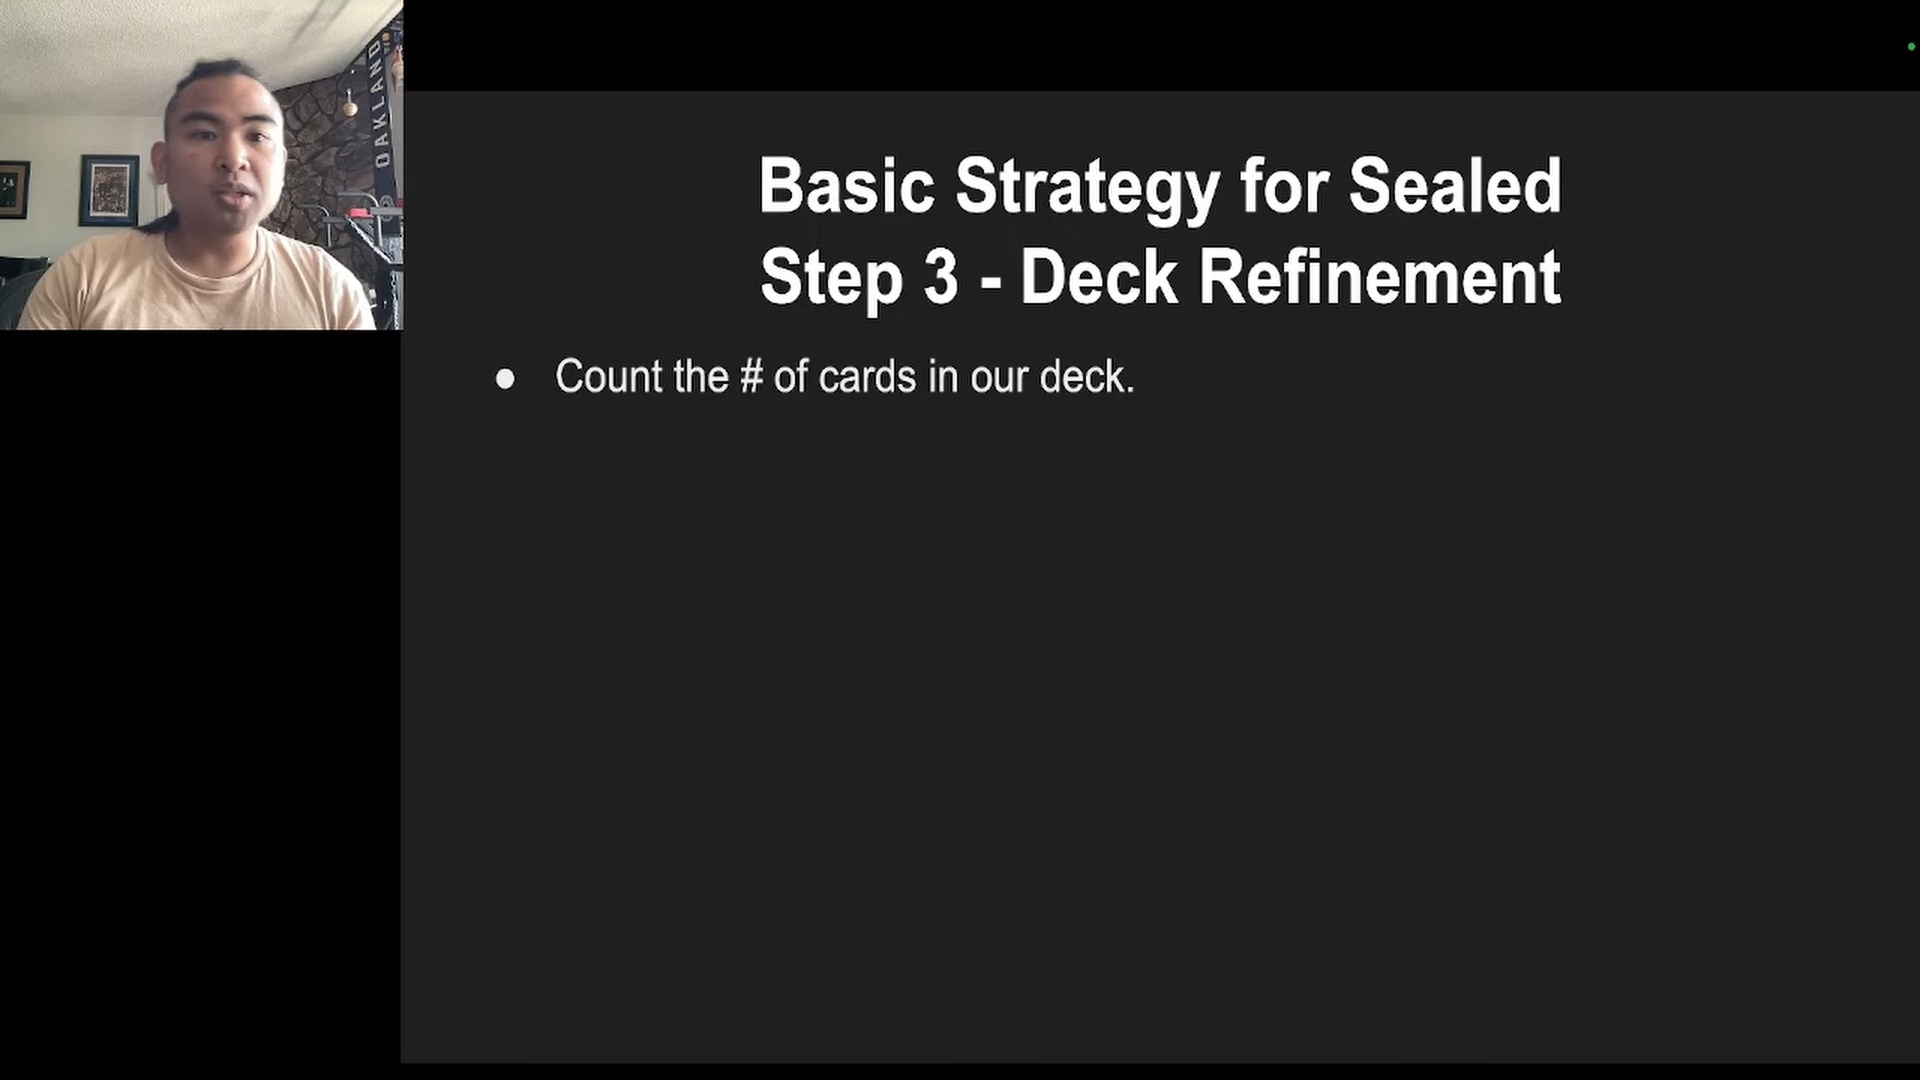 OAKLAND
Basic Strategy for Sealed
Step 3 - Deck Refinement
● Count the # of cards in our deck.